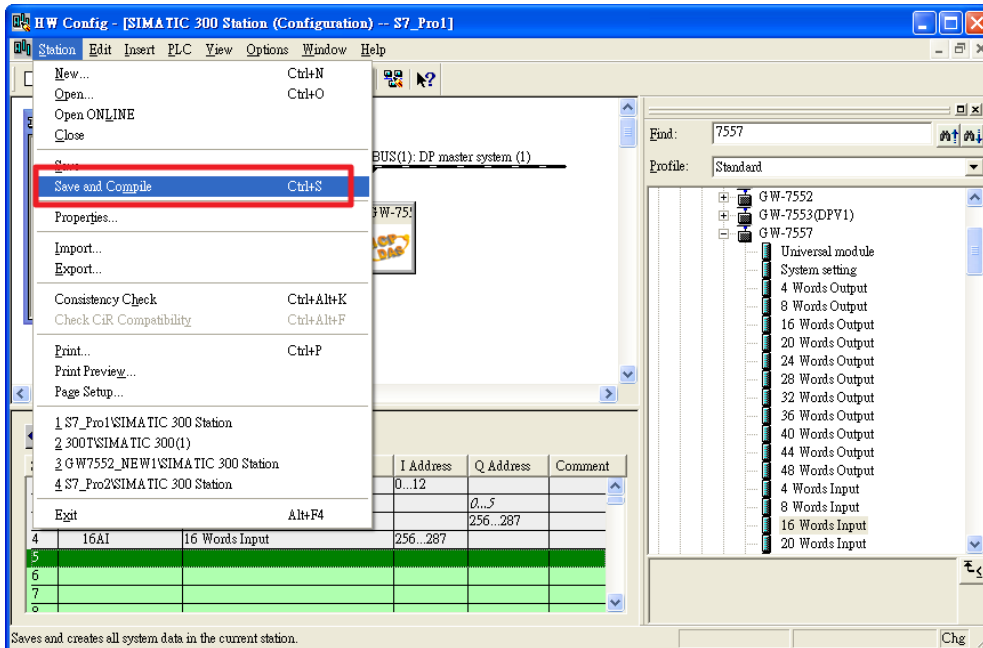 HW Config - [SIMATIC 300 Station (Configuration) -- S7_Pro1]
Station Edit Insert PLC View Options Window Help
New... Ctrl+N
Open... Ctrl+O
Open ONLINE
Close
Save
Save and Compile Ctrl+S
Properties...
Import...
Export...
Consistency Check Ctrl+Alt+K
Check CiR Compatibility Ctrl+Alt+F
Print... Ctrl+P
Print Preview...
Page Setup...
1 S7_Pro1\SIMATIC 300 Station
2 300T\SIMATIC 300(1)
3 GW7552_NEW1\SIMATIC 300 Station
4 S7_Pro2\SIMATIC 300 Station
Exit Alt+F4
BUS(1): DP master system (1)
GW-755
ICP
DAS
I Address Q Address Comment
0...12
0...5
256...287
4 16AI 16 Words Input 256...287
5
6
7
8
Find: 7557
Profile: Standard
GW-7552
GW-7553(DPV1)
GW-7557
Universal module
System setting
4 Words Output
8 Words Output
16 Words Output
20 Words Output
24 Words Output
28 Words Output
32 Words Output
36 Words Output
40 Words Output
44 Words Output
48 Words Output
4 Words Input
8 Words Input
16 Words Input
20 Words Input
Saves and creates all system data in the current station.
Chg